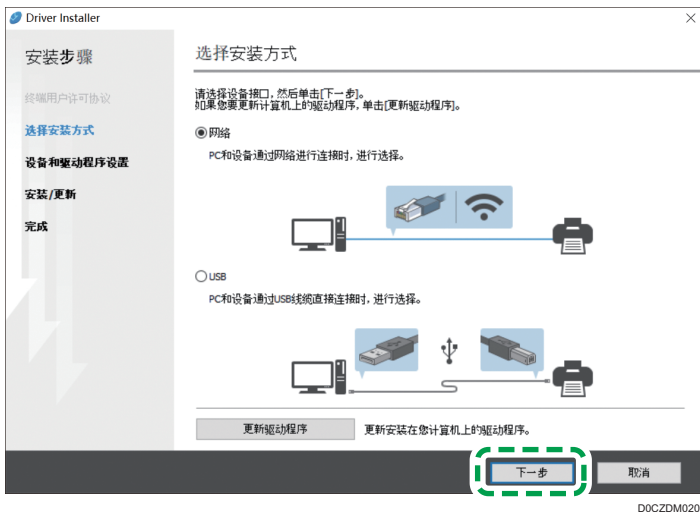 Driver Installer
安装步骤
终端用户许可协议
选择安装方式
设备和驱动程序设置
安装/更新
完成
选择安装方式
请选择设备接口，然后单击[下一步]。
如果您要更新计算机上的驱动程序，单击[更新驱动程序]。
网络
PC和设备通过网络进行连接时，进行选择。
USB
PC和设备通过USB线缆直接连接时，进行选择。
更新驱动程序
更新安装在您计算机上的驱动程序。
下一步
取消
D0CZDM020